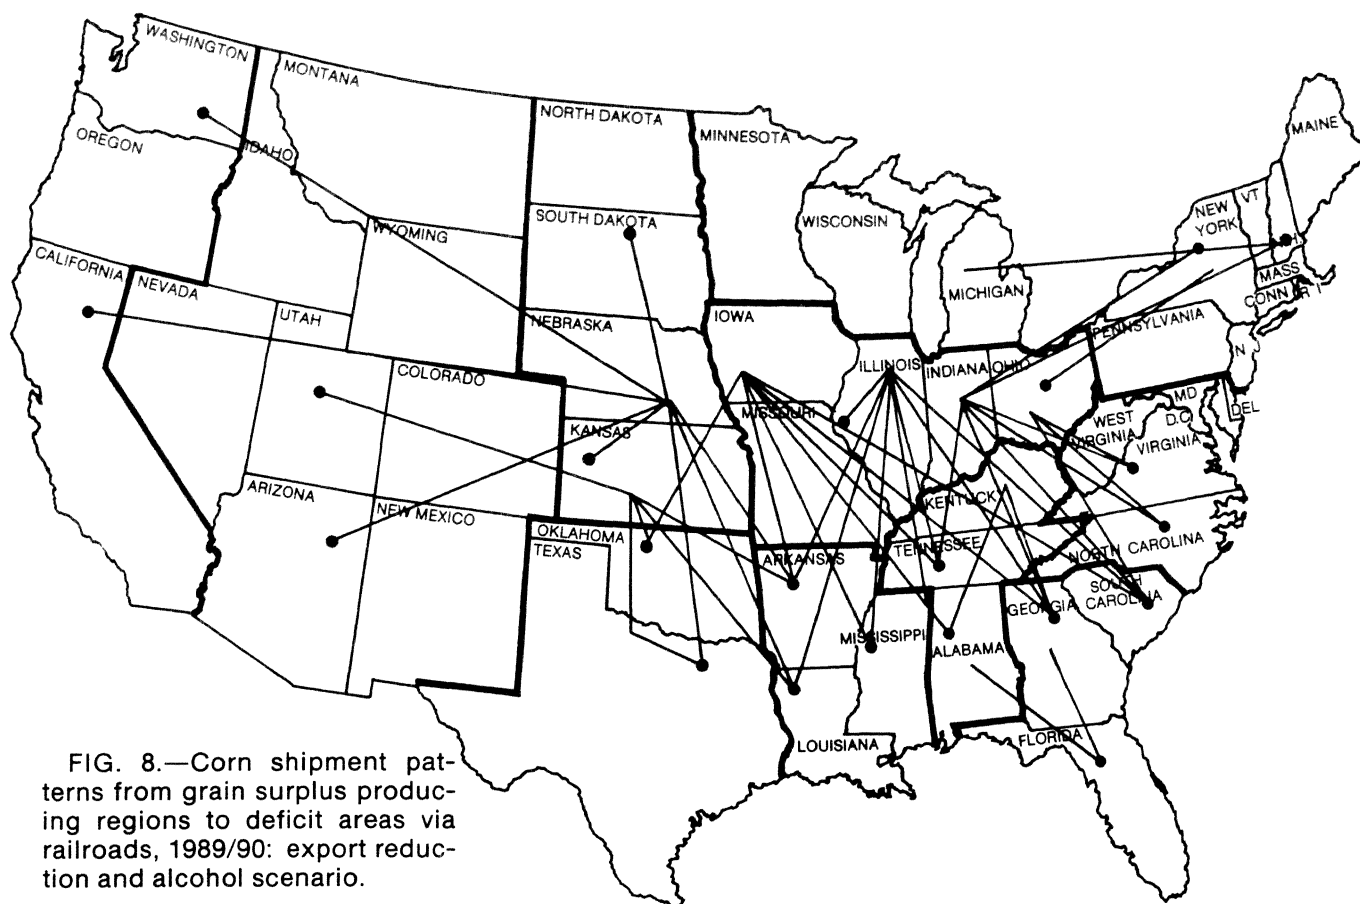 WASHINGTON
MONTANA
NORTH DAKOTA
MINNESOTA
MAINE
OREGON
IDAHO
SOUTH DAKOTA
WISCONSIN
NEW
YORK
VT
WYOMING
CALIFORNIA
NEVADA
MICHIGAN
MASS
CONN
R I
UTAH
NEBRASKA
IOWA
PENNSYLVANIA
N
COLORADO
ILLINOIS
INDIANA
OHIO
MISSOURI
KANSAS
WEST
VIRGINIA
MD
D.C.
DEL
VIRGINIA
ARIZONA
NEW MEXICO
KENTUCKY
OKLAHOMA
TEXAS
ARKANSAS
TENNESSEE
NORTH CAROLINA
SOUTH
CAROLINA
GEORGIA
MISSISSIPPI
ALABAMA
LOUISIANA
FLORIDA
FIG. 8.—Corn shipment pat-
terns from grain surplus produc-
ing regions to deficit areas via
railroads, 1989/90: export reduc-
tion and alcohol scenario.